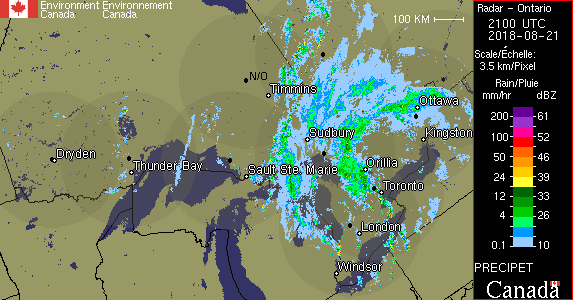 Environment Environnement
Canada Canada
100 KM
N/O
Timmins
Ottawa
Sudbury
Kingston
Dryden
Thunder Bay
Sault Ste. Marie
Orillia
Toronto
London
Windsor
Radar - Ontario
2100 UTC
2018-08-21
Scale/Échelle:
3.5 km/Pixel
Rain/Pluie
mm/hr dBZ
200 61
100 52
50 46
24 39
12 33
4 26
0.1 10
PRECIPET
Canada